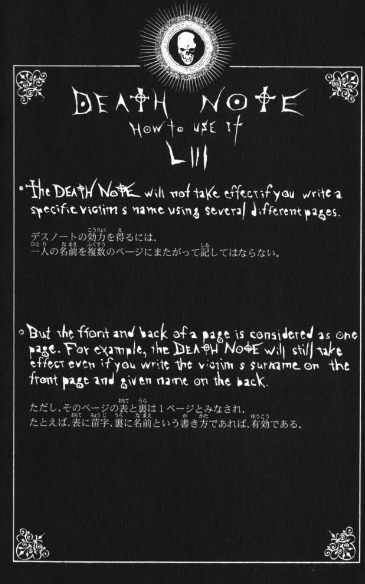 DEATH NOTE
HOW TO USE IT
LIII
The DEATH NOTE will not take effect if you write a
specific victim's name using several different pages.
デスノートの効力を得るには、
一人の名前を複数のページにまたがって記してはならない。
But the front and back of a page is considered as one
page. For example, the DEATH NOTE will still take
effect even if you write the victim's surname on the
front page and given name on the back.
ただし、そのページの表と裏は1ページとみなされ、
たとえば、表に苗字、裏に名前という書き方であれば、有効である。